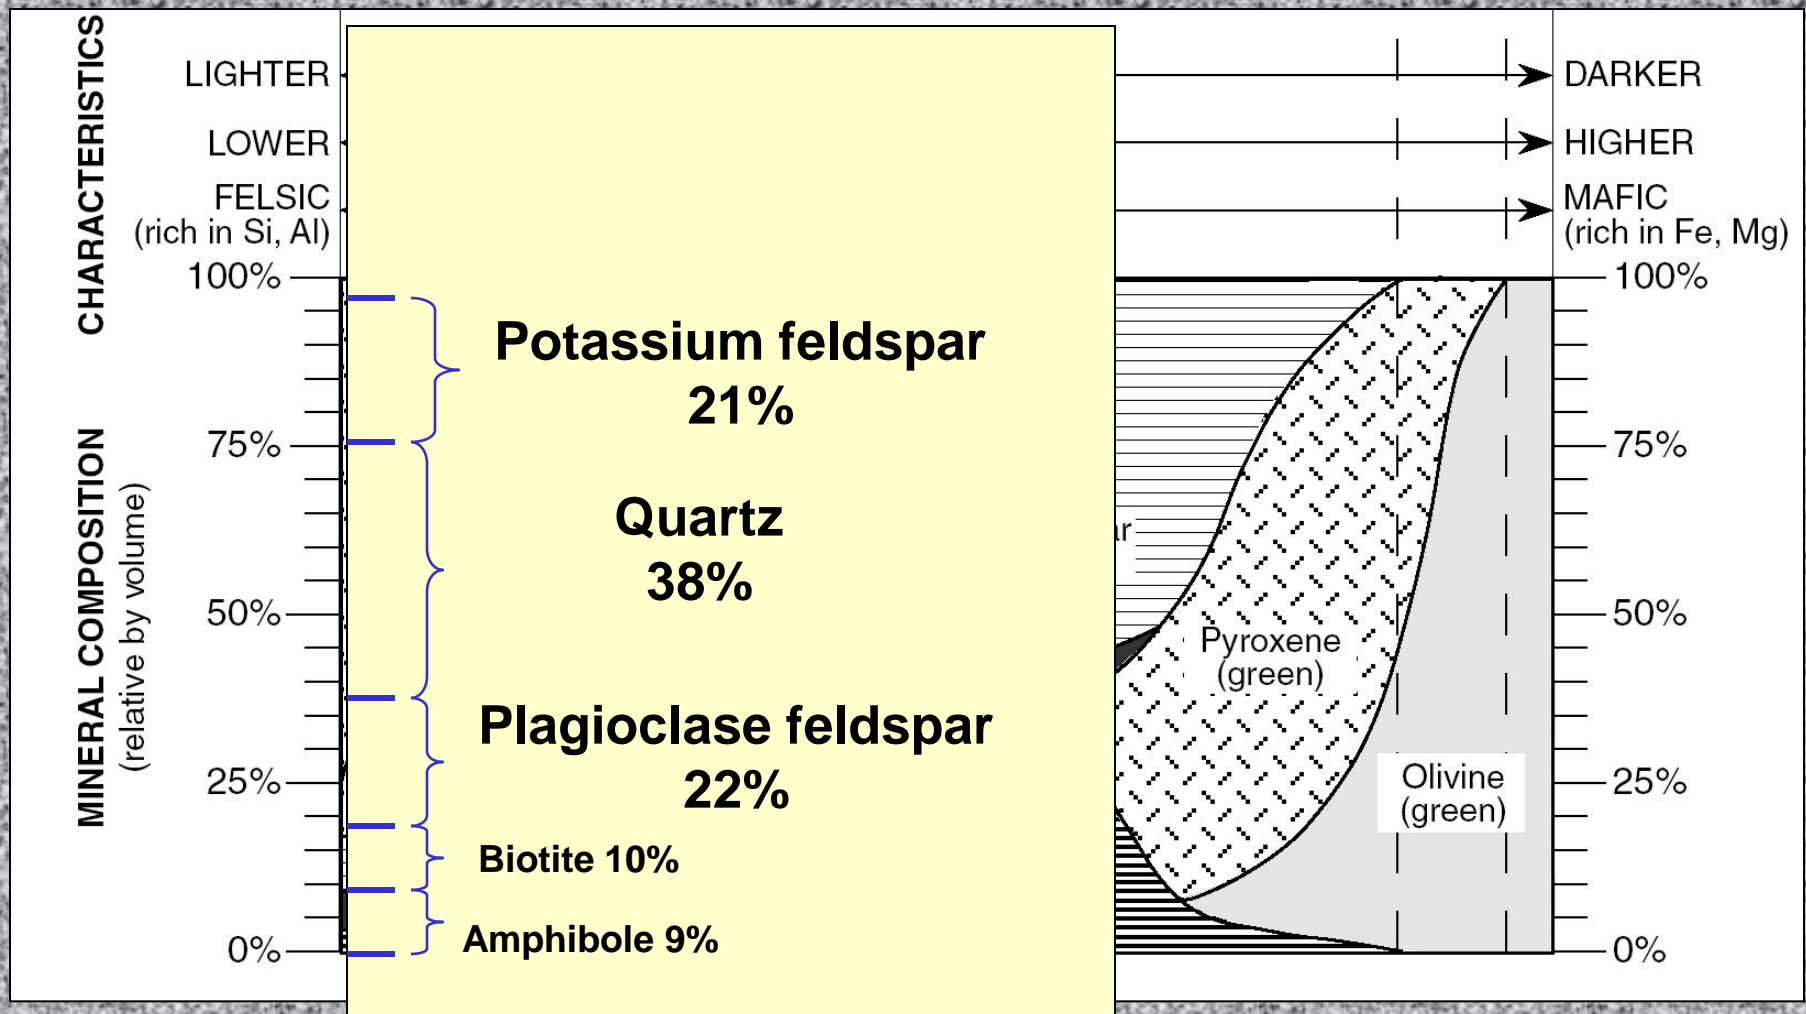 CHARACTERISTICS
LIGHTER
DARKER
LOWER
HIGHER
FELSIC
(rich in Si, Al)
MAFIC
(rich in Fe, Mg)
MINERAL COMPOSITION
(relative by volume)
100%
75%
50%
25%
0%
Potassium feldspar
21%
Quartz
38%
Plagioclase feldspar
22%
Biotite 10%
Amphibole 9%
Pyroxene
(green)
Olivine
(green)
100%
75%
50%
25%
0%